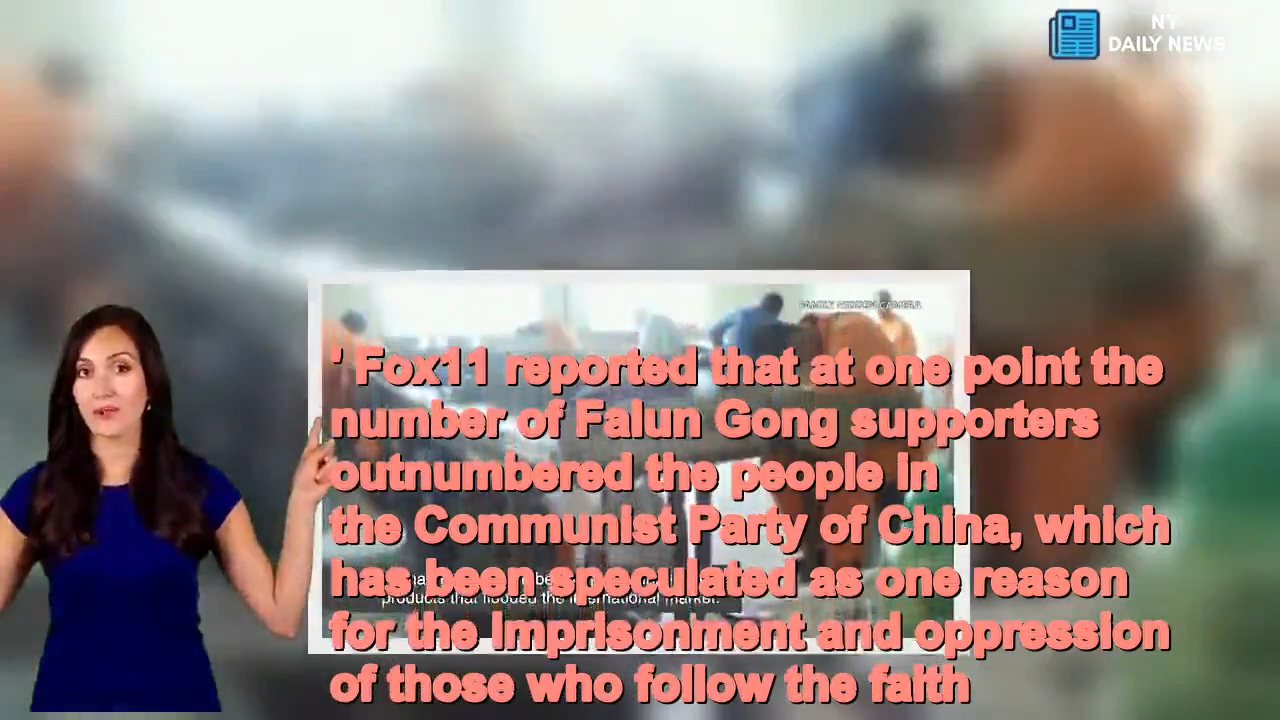 NY
DAILY NEWS
FAMILY HIDDEN CAMERA
' Fox11 reported that at one point the
number of Falun Gong supporters
outnumbered the people in
the Communist Party of China, which
has been speculated as one reason
products that flooded the international market.
for the imprisonment and oppression
of those who follow the faith